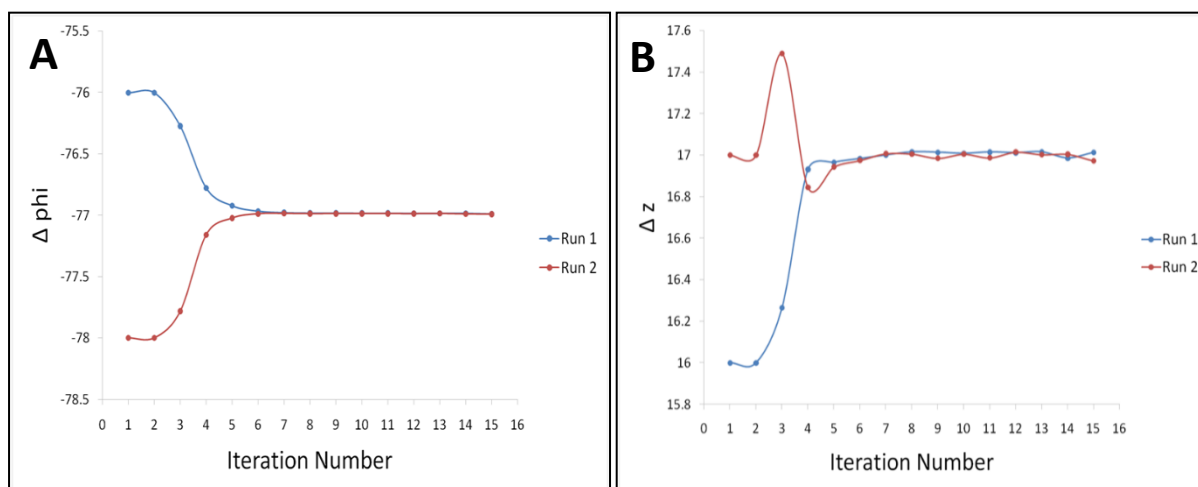 A
-75.5
-76
-76.5
-77
-77.5
-78
-78.5
Δ phi
0 1 2 3 4 5 6 7 8 9 10 11 12 13 14 15 16
Iteration Number
Run 1
Run 2
B
17.6
17.4
17.2
17
16.8
16.6
16.4
16.2
16
15.8
Δ z
0 1 2 3 4 5 6 7 8 9 10 11 12 13 14 15 16
Iteration Number
Run 1
Run 2